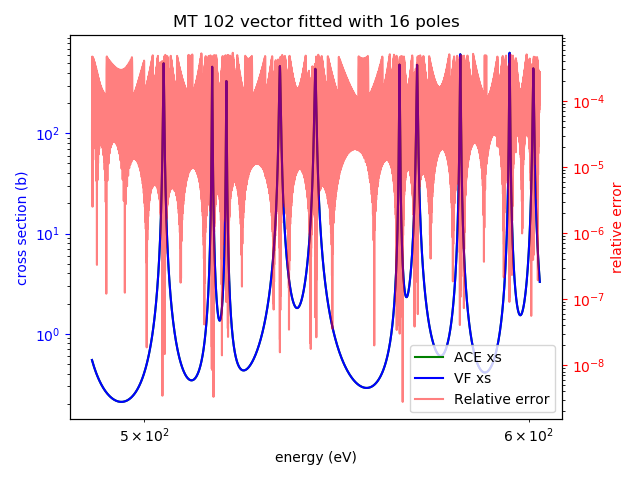 MT 102 vector fitted with 16 poles
cross section (b)
10²
10¹
10⁰
10⁻⁴
10⁻⁵
10⁻⁶
10⁻⁷
10⁻⁸
relative error
ACE xs
VF xs
Relative error
5 × 10²
6 × 10²
energy (eV)